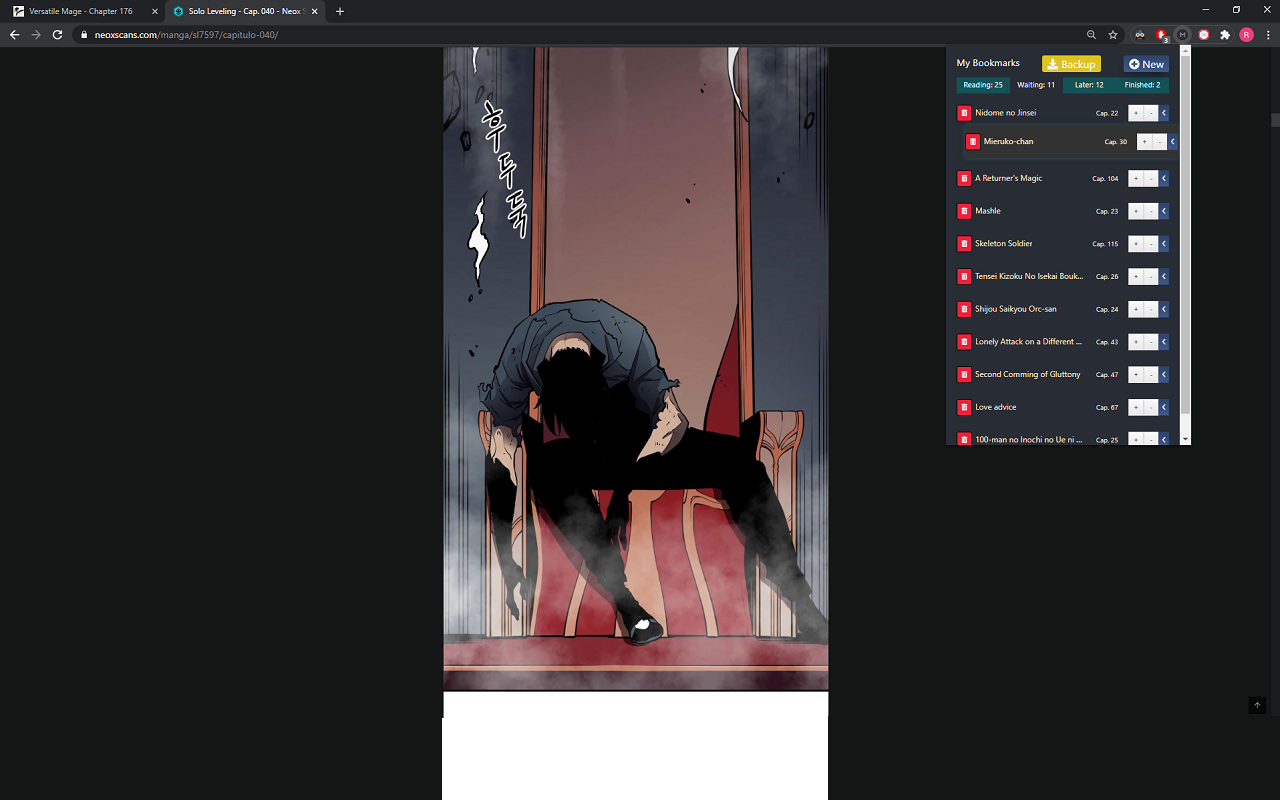 Versatile Mage - Chapter 176
Solo Leveling - Cap. 040 - Neox S
neoxscans.com/manga/sl7597/capitulo-040/
3
H
R
My Bookmarks
Backup
New
Reading: 25
Waiting: 11
Later: 12
Finished: 2
Nidome no Jinsei Cap. 22 + -
Mieruko-chan Cap. 30 + -
A Returner's Magic Cap. 104 + -
Mashle Cap. 23 + -
Skeleton Soldier Cap. 115 + -
Tensei Kizoku No Isekai Bouk... Cap. 26 + -
Shijou Saikyou Orc-san Cap. 24 + -
Lonely Attack on a Different ... Cap. 43 + -
Second Comming of Gluttony Cap. 47 + -
Love advice Cap. 67 + -
100-man no Inochi no Ue ni ... Cap. 25 + -
후두둑